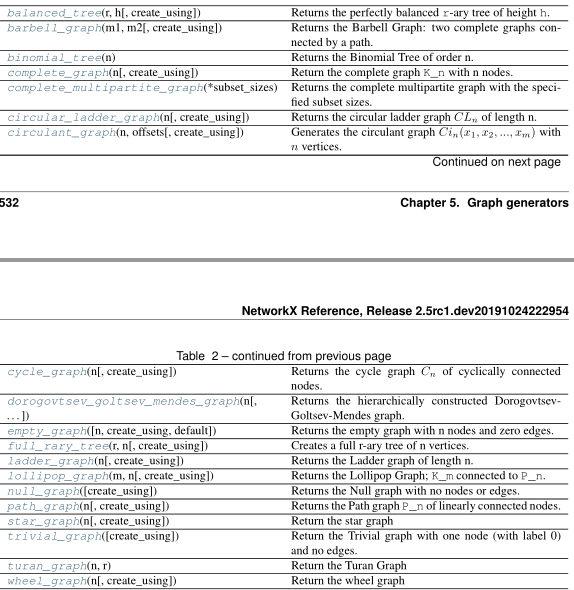 balanced_tree(r, h[, create_using]) Returns the perfectly balanced r-ary tree of height h.
barbell_graph(m1, m2[, create_using]) Returns the Barbell Graph: two complete graphs con-
nected by a path.
binomial_tree(n) Returns the Binomial Tree of order n.
complete_graph(n[, create_using]) Return the complete graph K_n with n nodes.
complete_multipartite_graph(*subset_sizes) Returns the complete multipartite graph with the speci-
fied subset sizes.
circular_ladder_graph(n[, create_using]) Returns the circular ladder graph CLn of length n.
circulant_graph(n, offsets[, create_using]) Generates the circulant graph Cin(x1, x2, ..., xm) with
n vertices.
Continued on next page
532 Chapter 5. Graph generators
NetworkX Reference, Release 2.5rc1.dev20191024222954
Table 2 – continued from previous page
cycle_graph(n[, create_using]) Returns the cycle graph Cn of cyclically connected
nodes.
dorogovtsev_goltsev_mendes_graph(n[, Returns the hierarchically constructed Dorogovtsev-
...]) Goltsev-Mendes graph.
empty_graph([n, create_using, default]) Returns the empty graph with n nodes and zero edges.
full_rary_tree(r, n[, create_using]) Creates a full r-ary tree of n vertices.
ladder_graph(n[, create_using]) Returns the Ladder graph of length n.
lollipop_graph(m, n[, create_using]) Returns the Lollipop Graph; K_m connected to P_n.
null_graph([create_using]) Returns the Null graph with no nodes or edges.
path_graph(n[, create_using]) Returns the Path graph P_n of linearly connected nodes.
star_graph(n[, create_using]) Return the star graph
trivial_graph([create_using]) Return the Trivial graph with one node (with label 0)
and no edges.
turan_graph(n, r) Return the Turan Graph
wheel_graph(n[, create_using]) Return the wheel graph